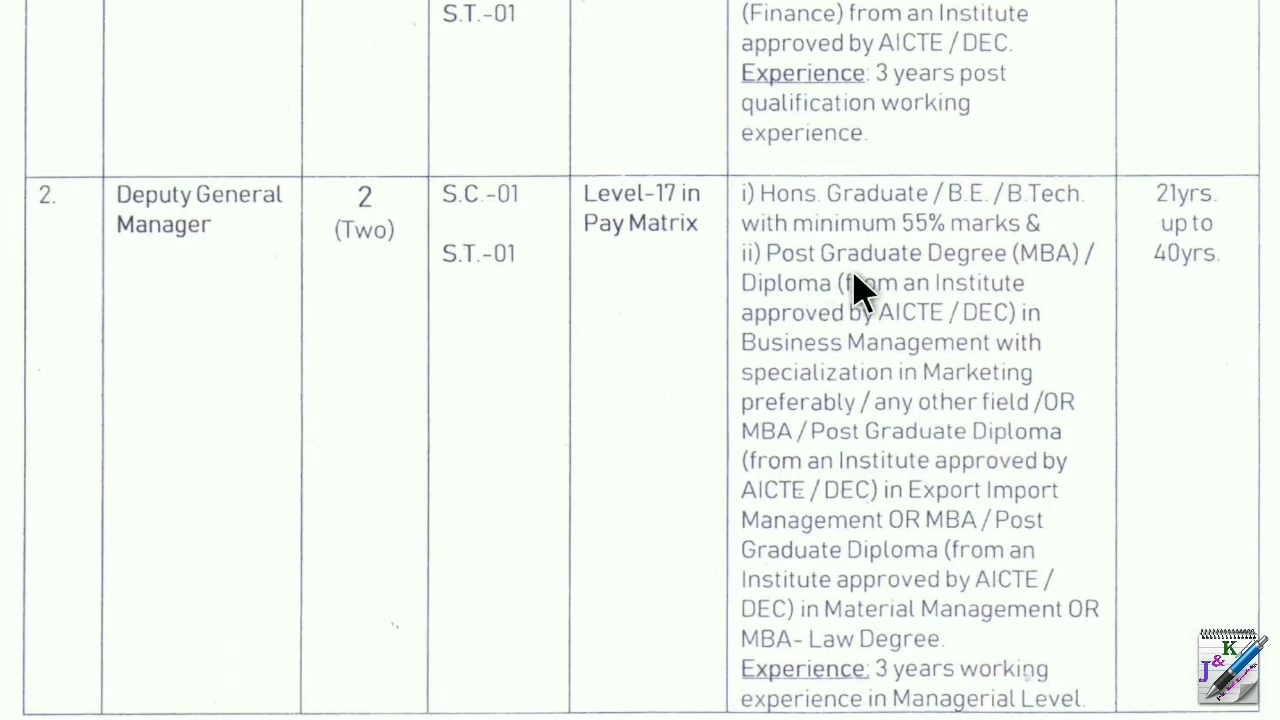 S.T.-01
(Finance) from an Institute
approved by AICTE / DEC.
Experience: 3 years post
qualification working
experience.
2.
Deputy General
Manager
2
(Two)
S.C.-01
S.T.-01
Level-17 in
Pay Matrix
i) Hons. Graduate / B.E. / B.Tech.
with minimum 55% marks &
ii) Post Graduate Degree (MBA) /
Diploma (from an Institute
approved by AICTE / DEC) in
Business Management with
specialization in Marketing
preferably / any other field /OR
MBA / Post Graduate Diploma
(from an Institute approved by
AICTE / DEC) in Export Import
Management OR MBA / Post
Graduate Diploma (from an
Institute approved by AICTE /
DEC) in Material Management OR
MBA- Law Degree.
Experience: 3 years working
experience in Managerial Level.
21yrs.
up to
40yrs.
J&K